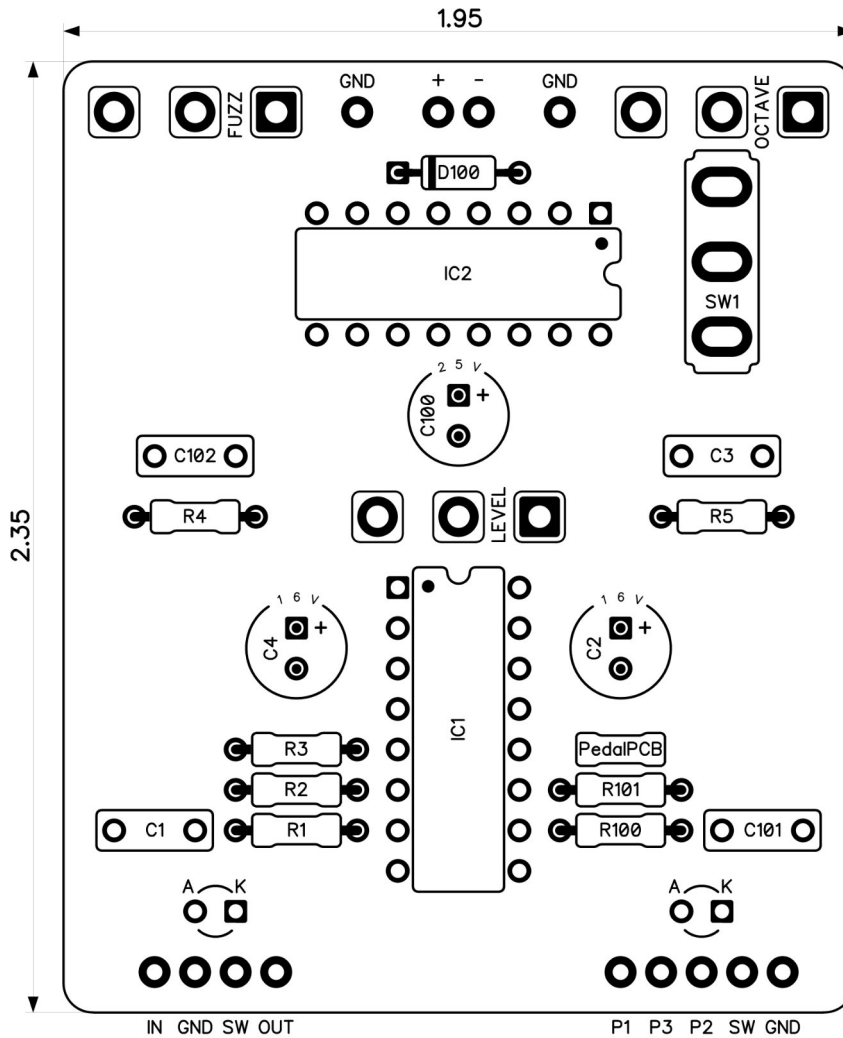 1.95
GND + - GND
FUZZ
OCTAVE
D100
IC2
SW1
2 5 V
C100 +
C102
C3
2.35
R4
LEVEL
R5
1 6 V
C4 +
1 6 V
C2 +
IC1
R3
PedalPCB
R2
R101
C1
R1
R100
C101
A K
A K
IN GND SW OUT
P1 P3 P2 SW GND